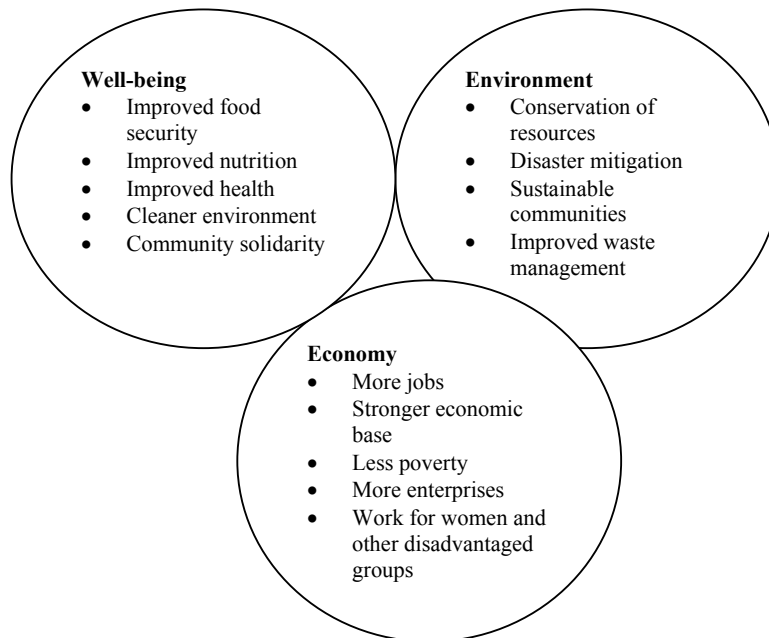 Well-being
• Improved food
security
• Improved nutrition
• Improved health
• Cleaner environment
• Community solidarity
Environment
• Conservation of
resources
• Disaster mitigation
• Sustainable
communities
• Improved waste
management
Economy
• More jobs
• Stronger economic
base
• Less poverty
• More enterprises
• Work for women and
other disadvantaged
groups